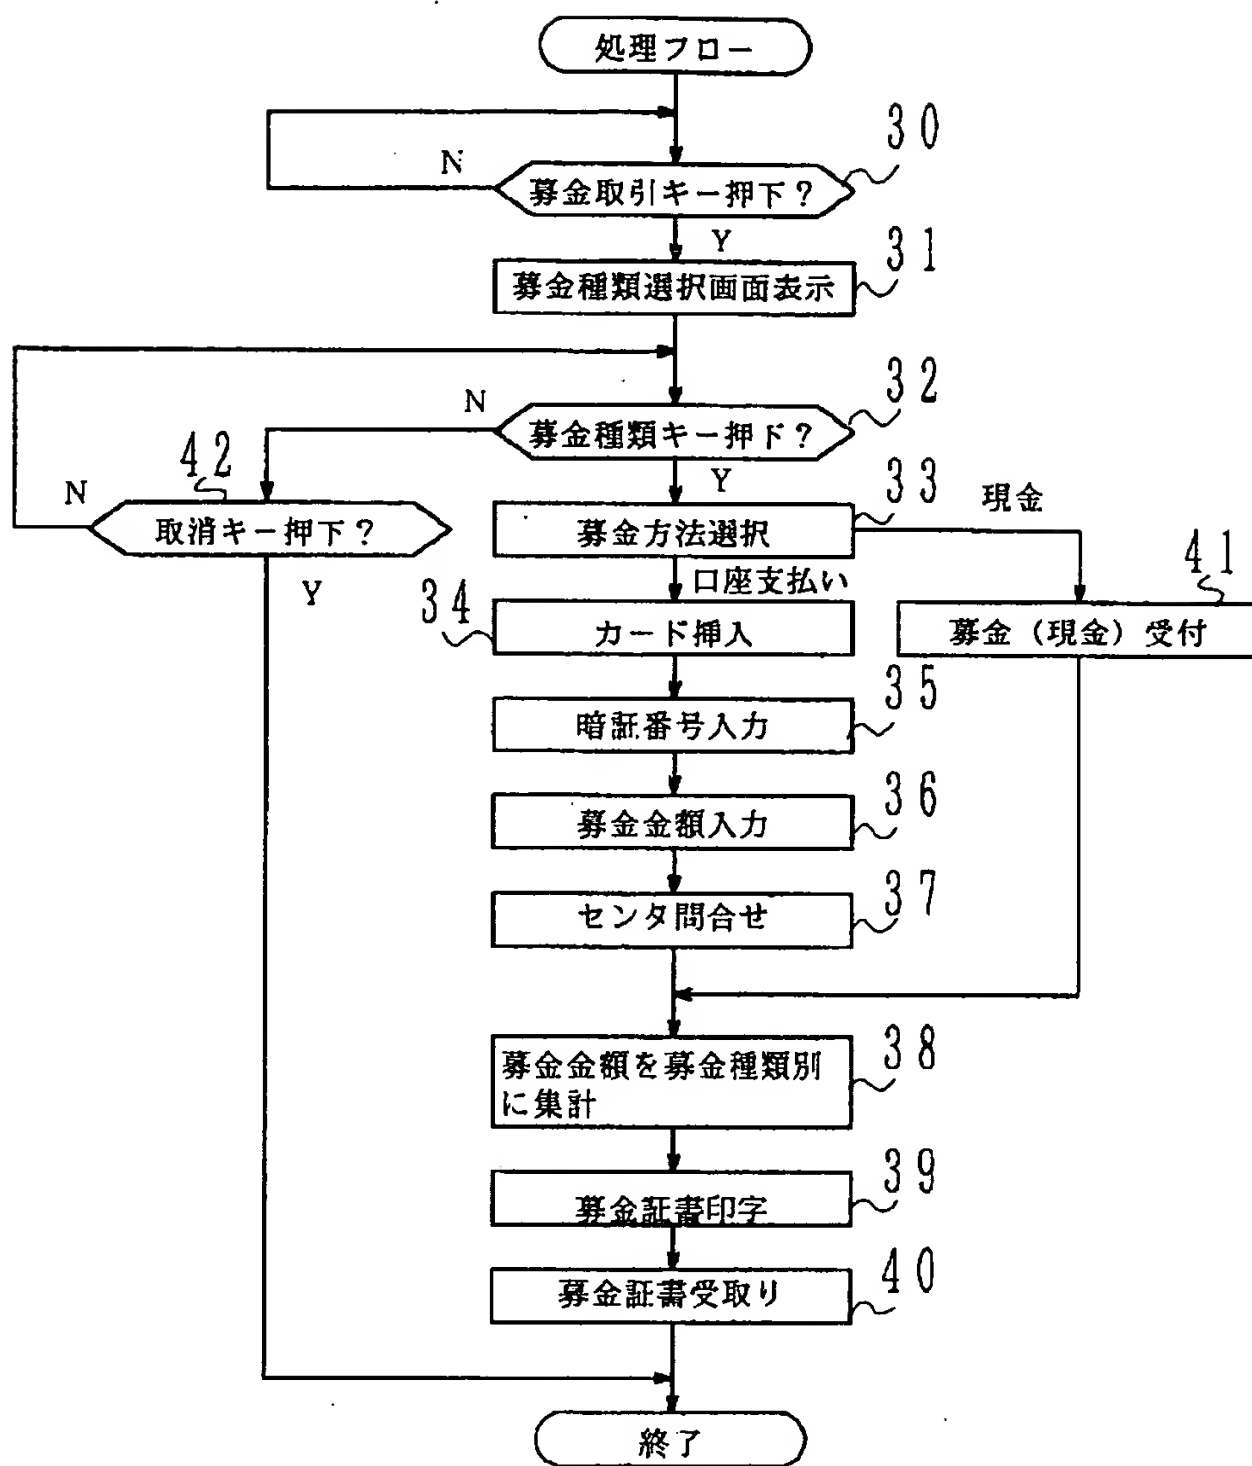 処理フロー
30
N
募金取引キー押下？
Y
31
募金種類選択画面表示
32
N
募金種類キー押下？
42
Y
33
現金
N
取消キー押下？
募金方法選択
41
Y
口座支払い
34
カード挿入
募金（現金）受付
35
暗証番号入力
36
募金金額入力
37
センタ問合せ
38
募金金額を募金種類別
に集計
39
募金証書印字
40
募金証書受取り
終了